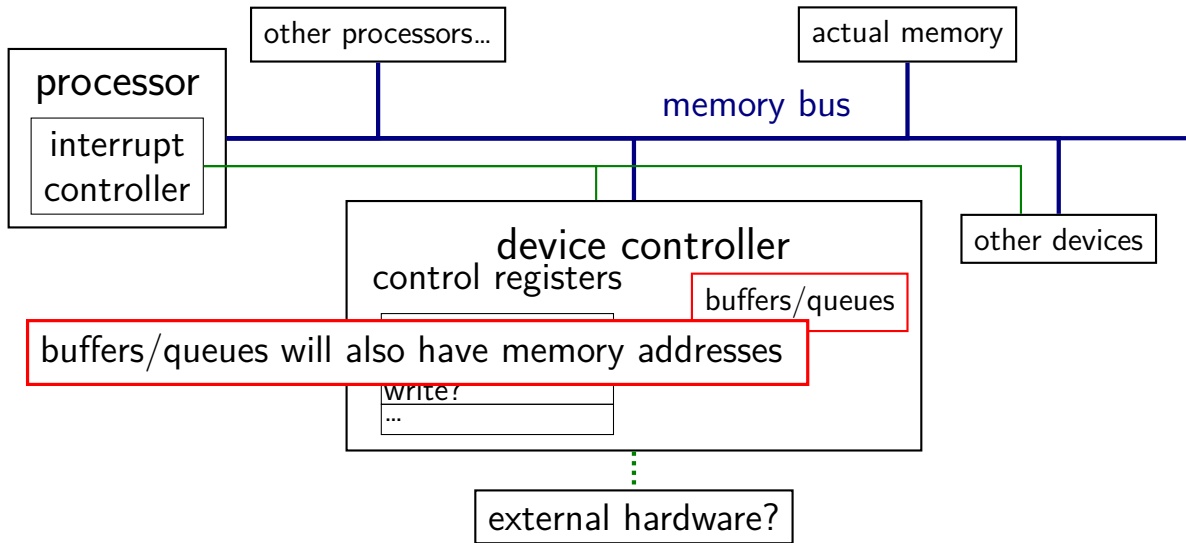 other processors…
actual memory
processor
memory bus
interrupt
controller
device controller
other devices
control registers
buffers/queues
buffers/queues will also have memory addresses
write?
…
external hardware?